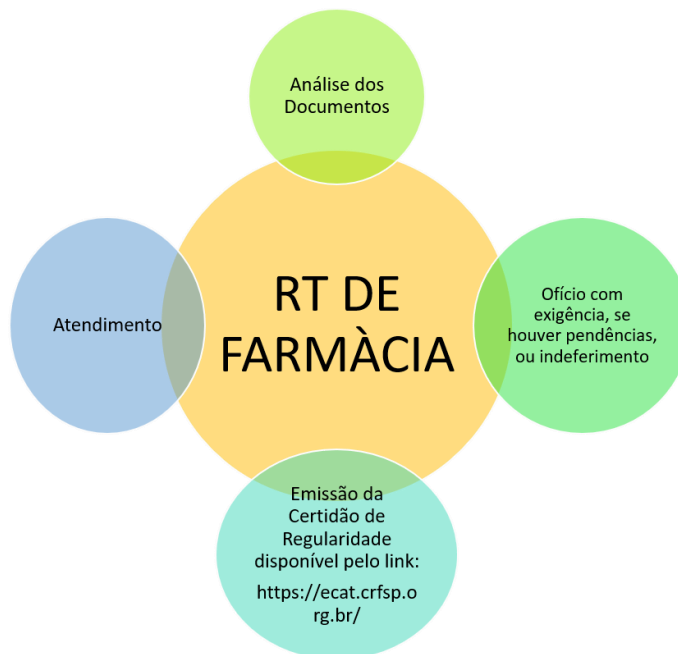 Análise dos
Documentos
Atendimento
RT DE
FARMÀCIA
Ofício com
exigência, se
houver pendências,
ou indeferimento
Emissão da
Certidão de
Regularidade
disponível pelo link:
https://ecat.crfsp.o
rg.br/